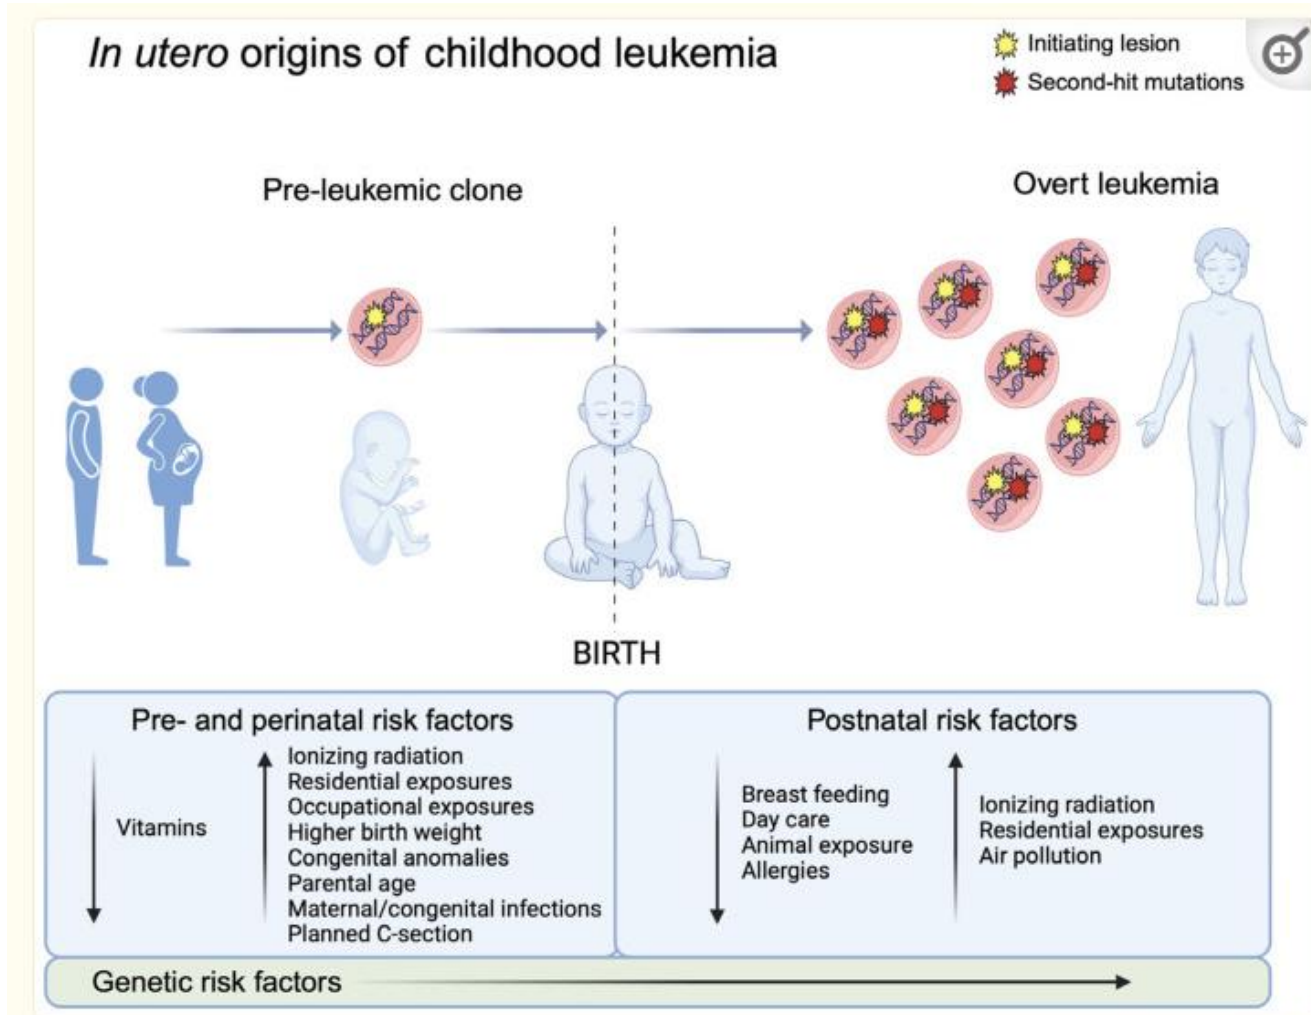 In utero origins of childhood leukemia
Initiating lesion
Second-hit mutations
Pre-leukemic clone
Overt leukemia
BIRTH
Pre- and perinatal risk factors
Vitamins
Ionizing radiation
Residential exposures
Occupational exposures
Higher birth weight
Congenital anomalies
Parental age
Maternal/congenital infections
Planned C-section
Postnatal risk factors
Breast feeding
Day care
Animal exposure
Allergies
Ionizing radiation
Residential exposures
Air pollution
Genetic risk factors